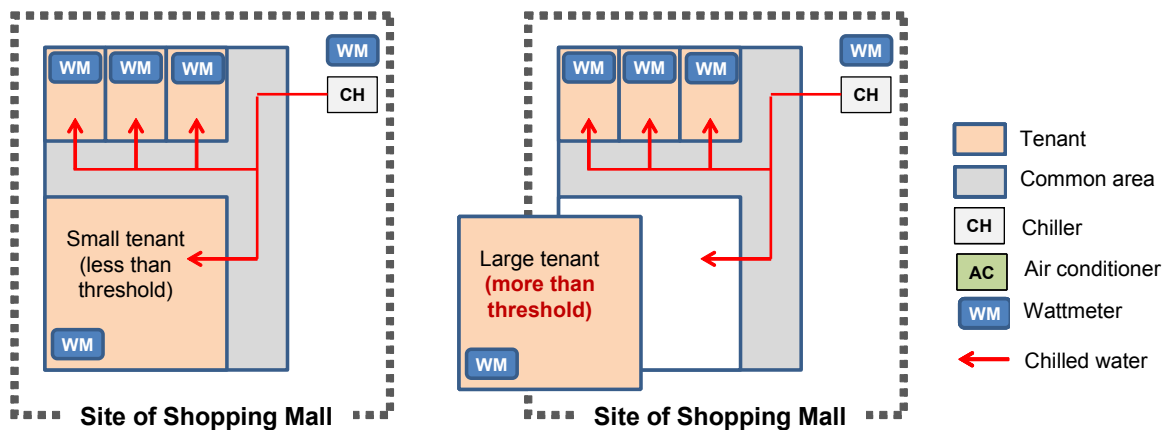 WM
WM
WM
WM
CH
Small tenant
(less than
threshold)
WM
Site of Shopping Mall
WM
WM
WM
WM
CH
Large tenant
(more than
threshold)
WM
Site of Shopping Mall
Tenant
Common area
CH Chiller
AC Air conditioner
WM Wattmeter
Chilled water